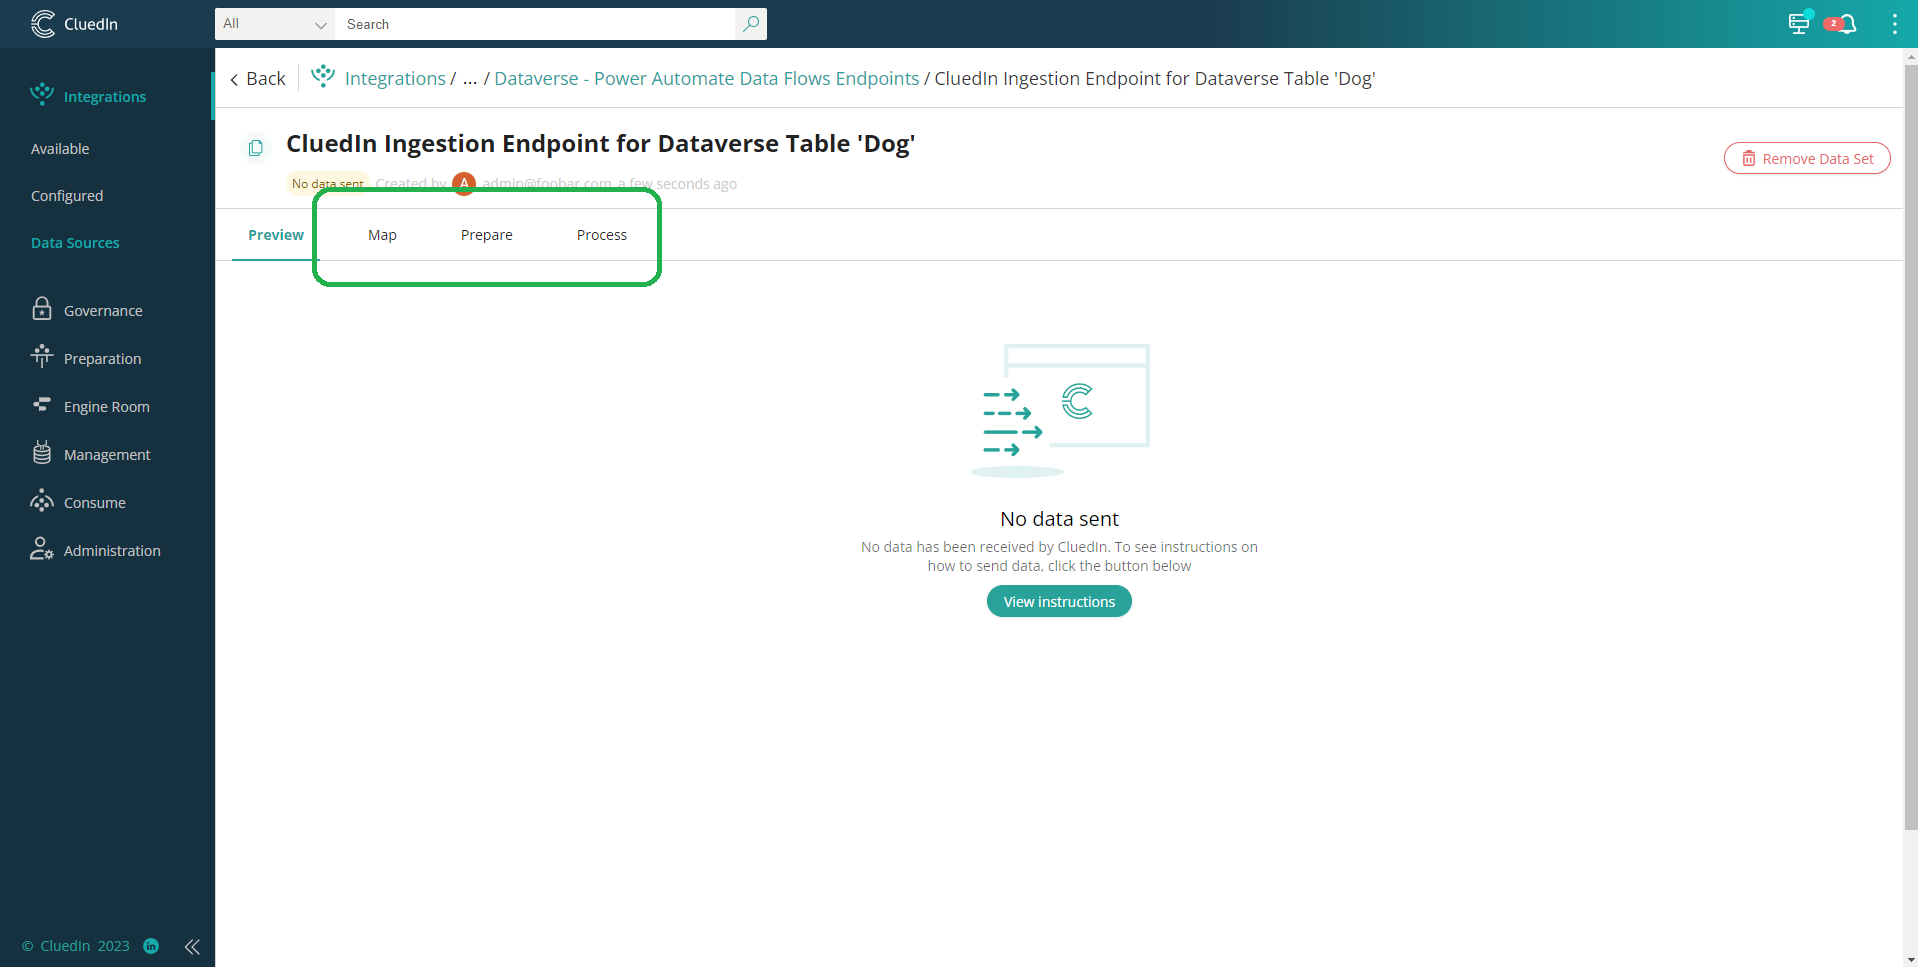 CluedIn
All
Search
2
Integrations
Available
Configured
Data Sources
Governance
Preparation
Engine Room
Management
Consume
Administration
© CluedIn 2023 in
Back
Integrations / ... / Dataverse - Power Automate Data Flows Endpoints / CluedIn Ingestion Endpoint for Dataverse Table 'Dog'
CluedIn Ingestion Endpoint for Dataverse Table 'Dog'
No data sent Created by A admin@foobar.com a few seconds ago
Remove Data Set
Preview Map Prepare Process
No data sent
No data has been received by CluedIn. To see instructions on
how to send data, click the button below
View instructions